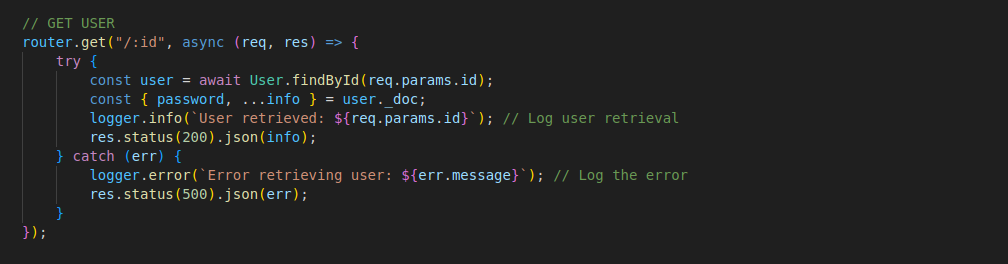 // GET USER
router.get("/:id", async (req, res) => {
    try {
        const user = await User.findById(req.params.id);
        const { password, ...info } = user._doc;
        logger.info(`User retrieved: ${req.params.id}`); // Log user retrieval
        res.status(200).json(info);
    } catch (err) {
        logger.error(`Error retrieving user: ${err.message}`); // Log the error
        res.status(500).json(err);
    }
});